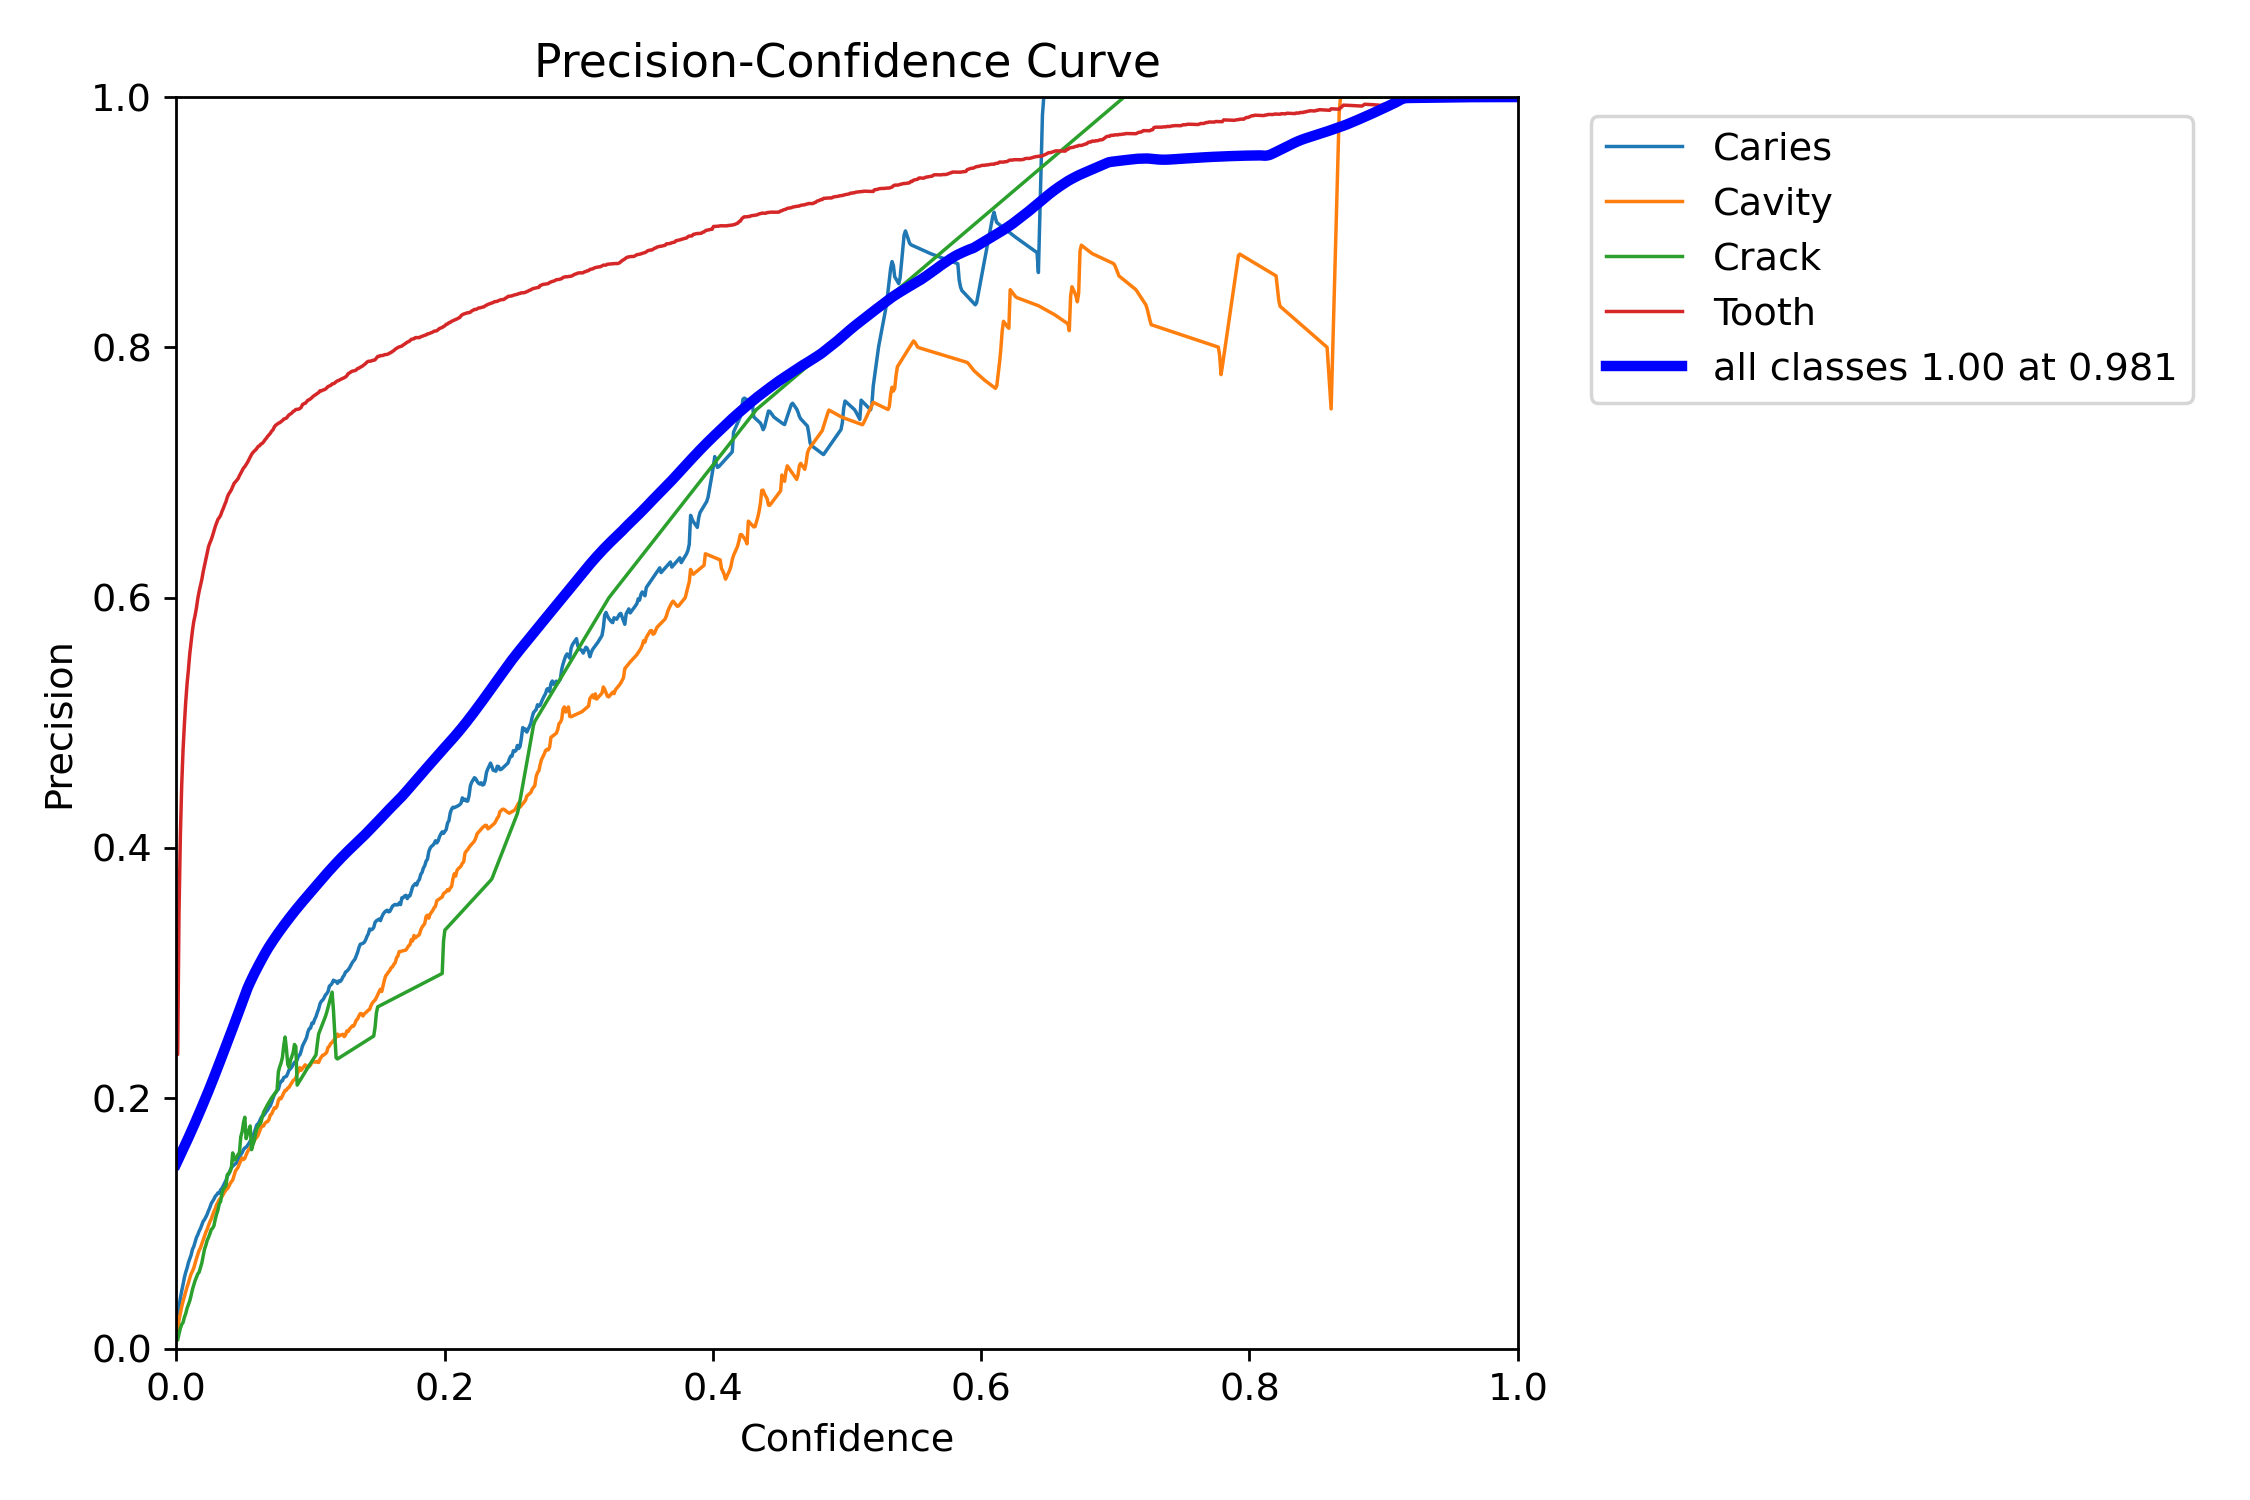 Precision-Confidence Curve
1.0
0.8
0.6
0.4
0.2
0.0
Precision
0.0 0.2 0.4 0.6 0.8 1.0
Confidence
Caries
Cavity
Crack
Tooth
all classes 1.00 at 0.981